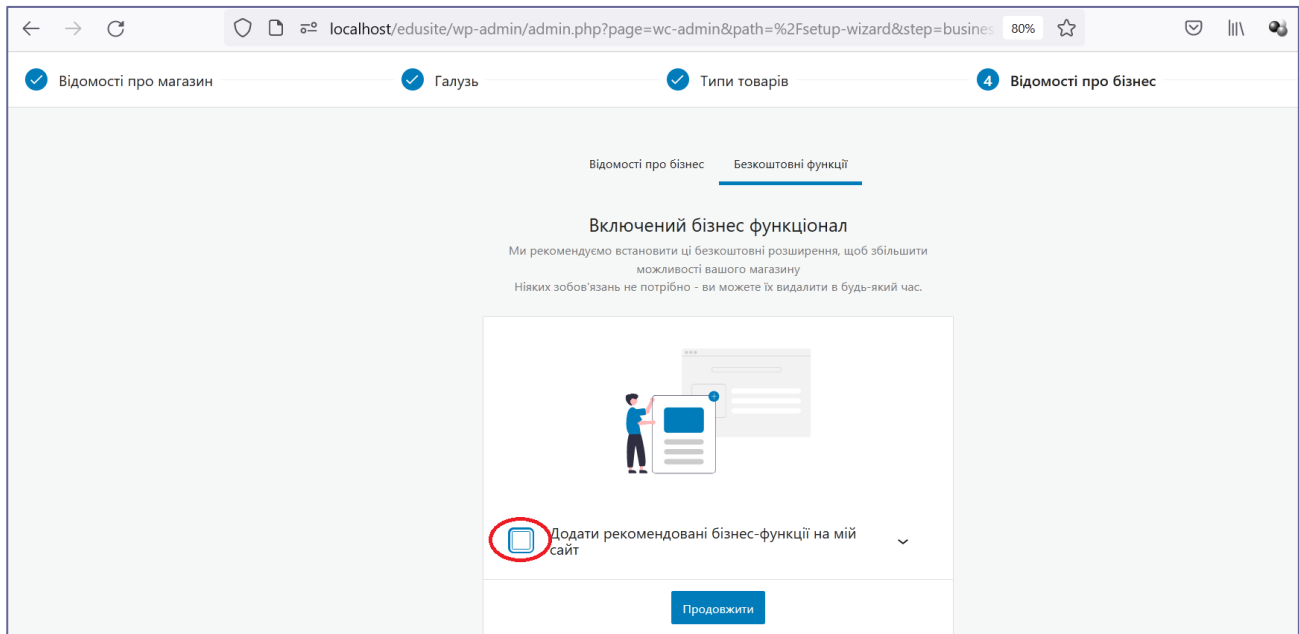 localhost/edusite/wp-admin/admin.php?page=wc-admin&path=%2Fsetup-wizard&step=busines
80%
Відомості про магазин
Галузь
Типи товарів
4 Відомості про бізнес
Відомості про бізнес
Безкоштовні функції
Включений бізнес функціонал
Ми рекомендуємо встановити ці безкоштовні розширення, щоб збільшити
можливості вашого магазину
Ніяких зобов'язань не потрібно - ви можете їх видалити в будь-який час.
Додати рекомендовані бізнес-функції на мій
сайт
Продовжити